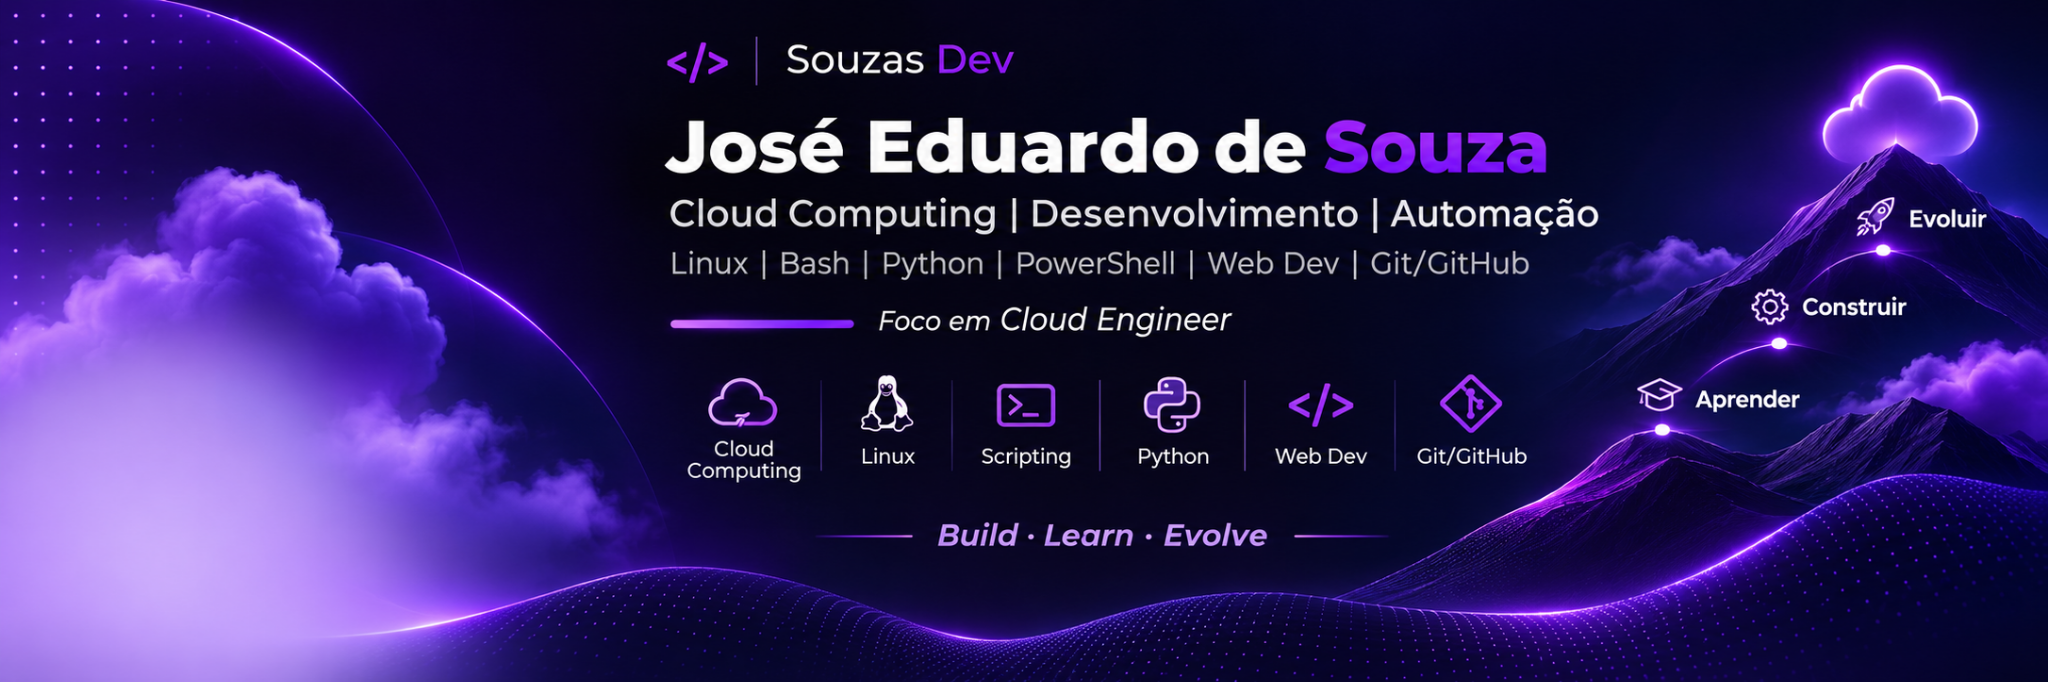 </> | Souzas Dev
José Eduardo de Souza
Cloud Computing | Desenvolvimento | Automação
Linux | Bash | Python | PowerShell | Web Dev | Git/GitHub
Foco em Cloud Engineer
Cloud
Computing
Linux
Scripting
Python
</>
Web Dev
Git/GitHub
Build · Learn · Evolve
Evoluir
Construir
Aprender